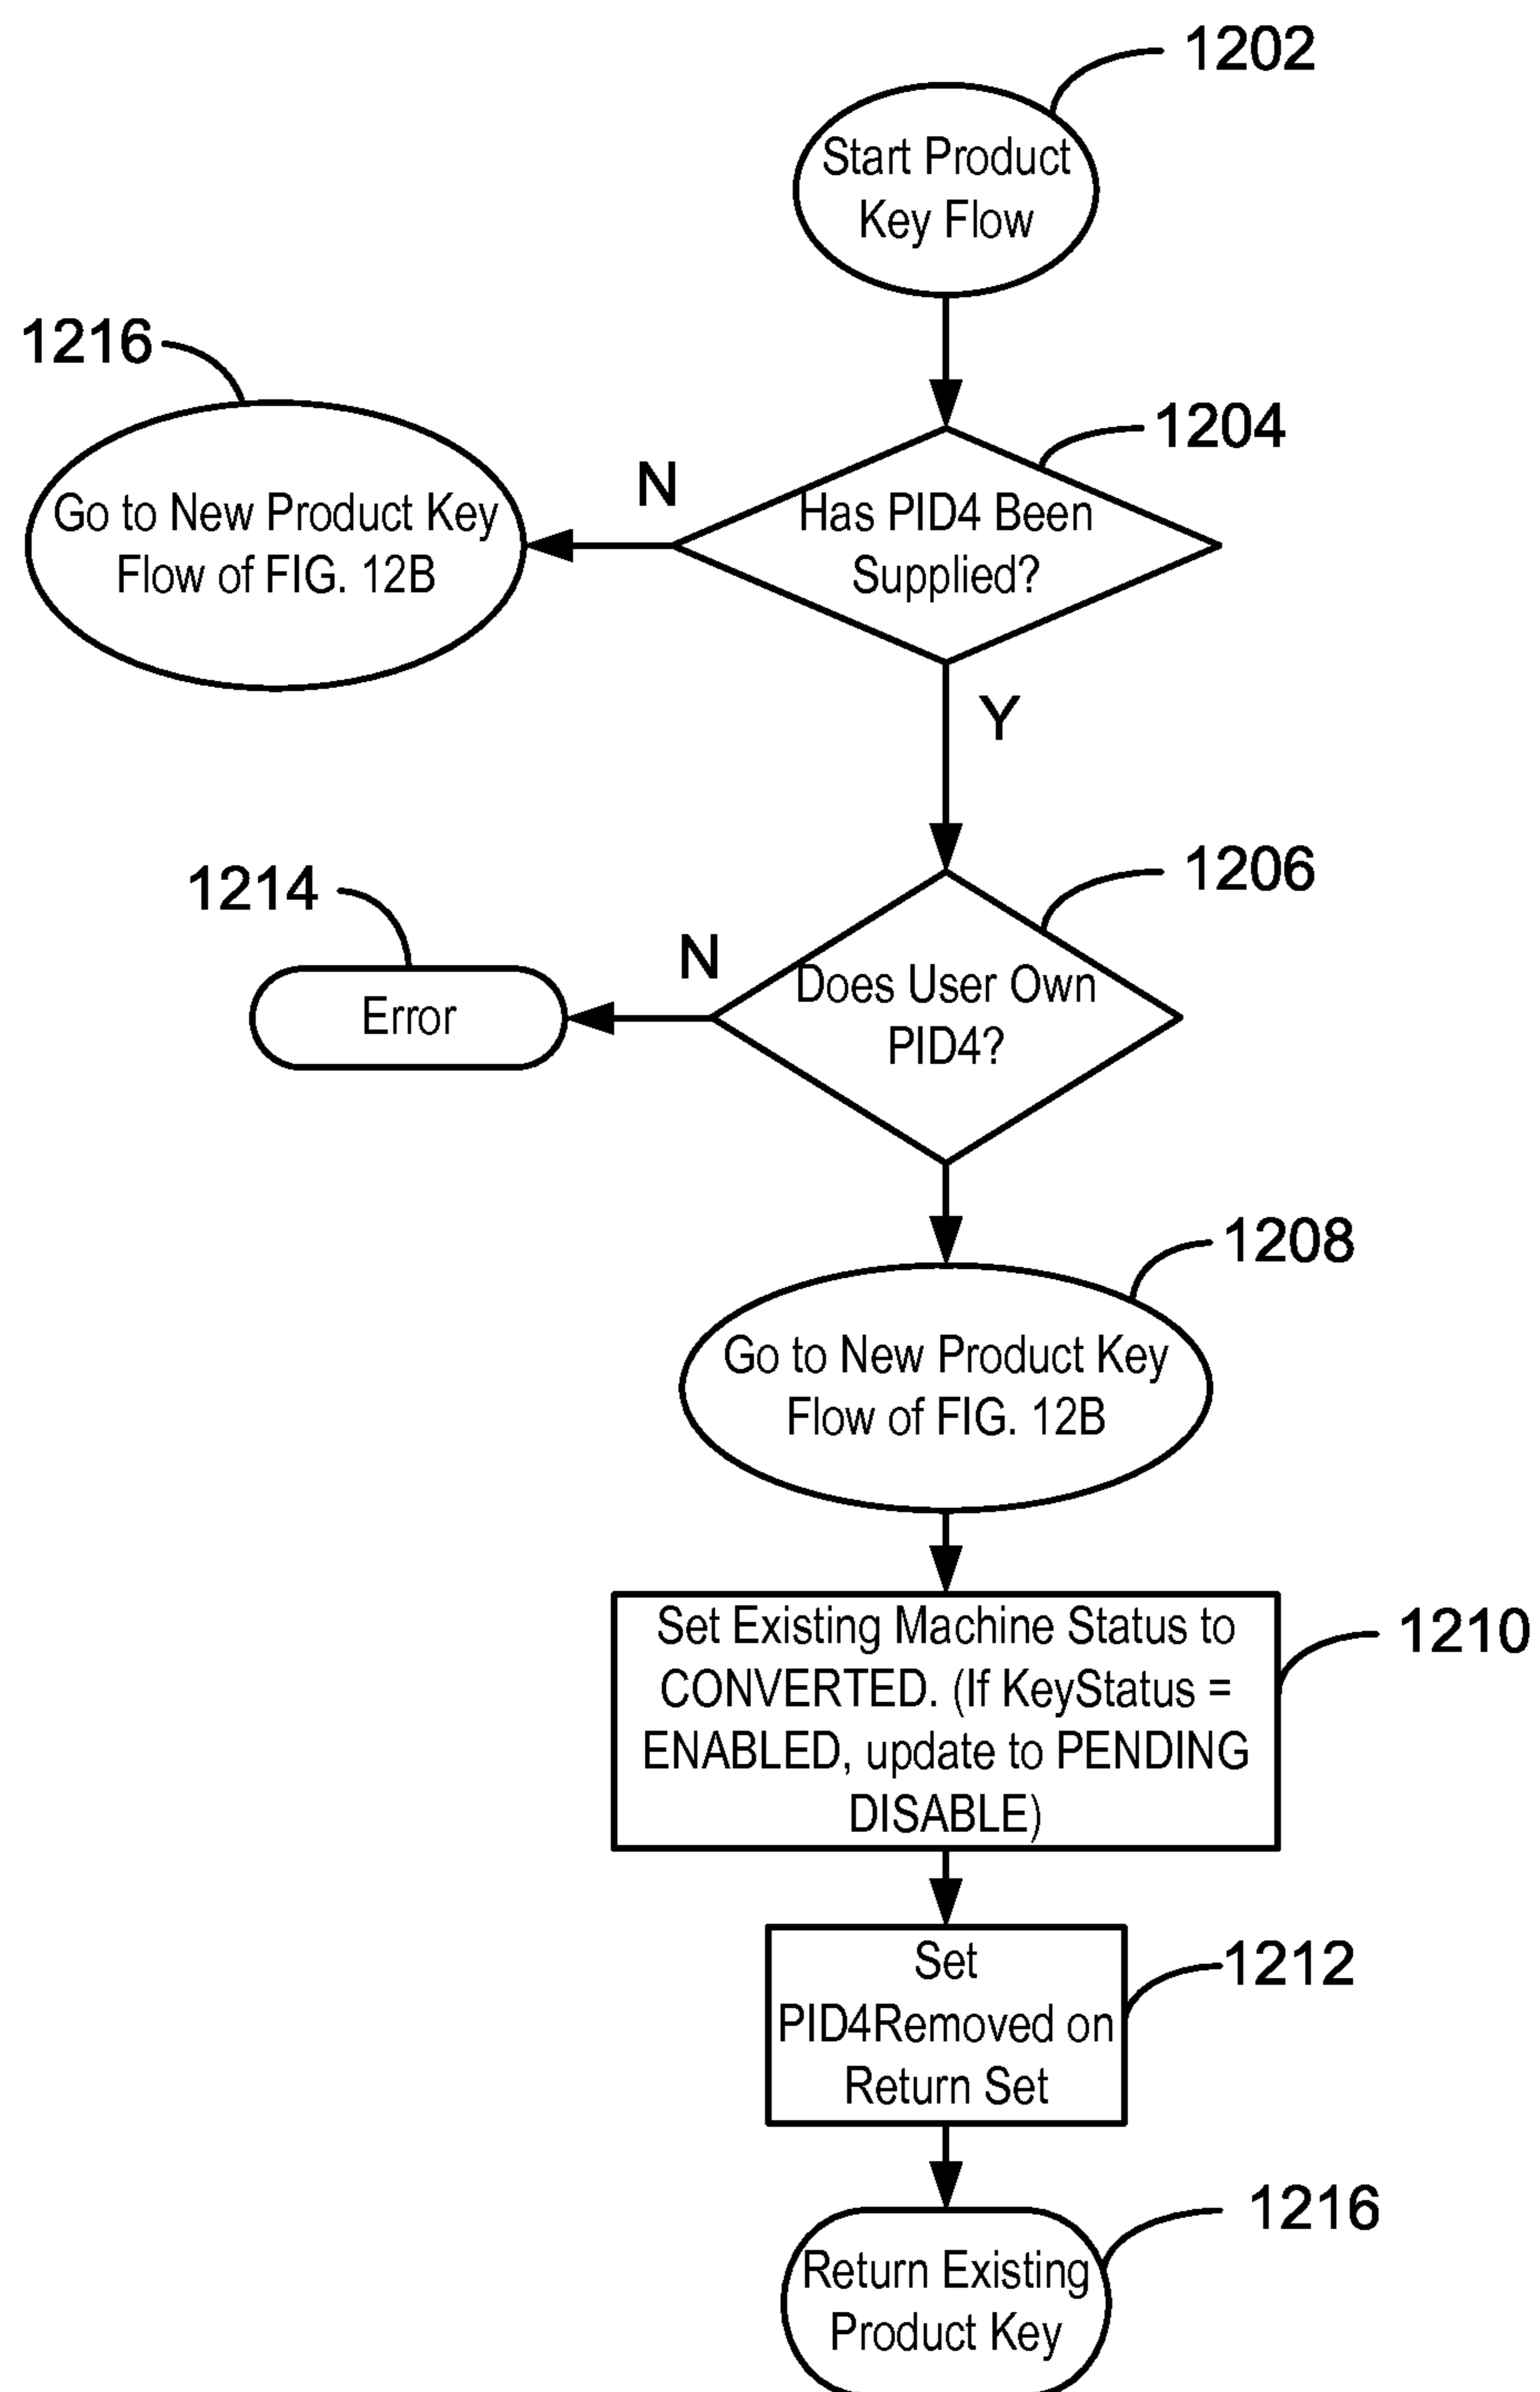 1202
Start Product
Key Flow
1216
1204
N
Go to New Product Key
Flow of FIG. 12B
Has PID4 Been
Supplied?
Y
1206
1214
N
Error
Does User Own
PID4?
1208
Go to New Product Key
Flow of FIG. 12B
1210
Set Existing Machine Status to
CONVERTED. (If KeyStatus =
ENABLED, update to PENDING
DISABLE)
1212
Set
PID4Removed on
Return Set
1216
Return Existing
Product Key